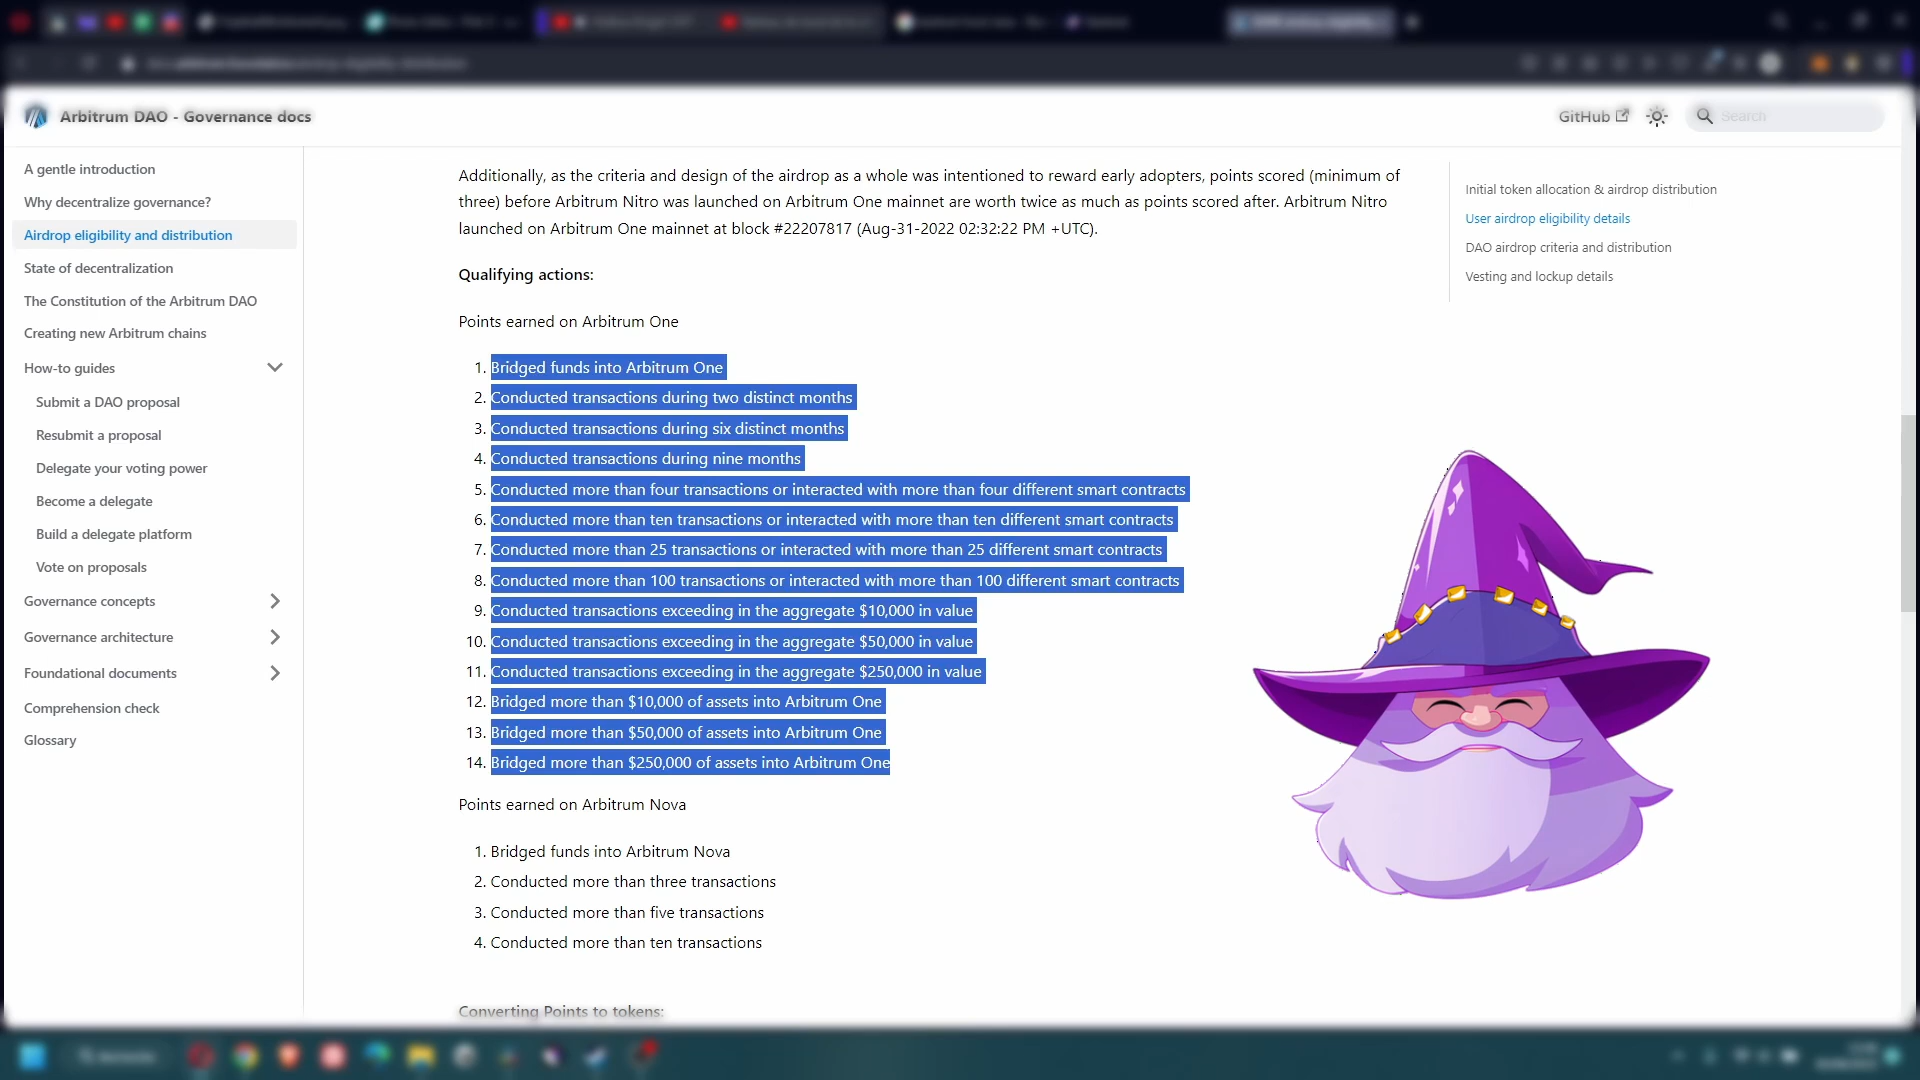 Arbitrum DAO - Governance docs
GitHub
Search
A gentle introduction
Why decentralize governance?
Airdrop eligibility and distribution
State of decentralization
The Constitution of the Arbitrum DAO
Creating new Arbitrum chains
How-to guides
Submit a DAO proposal
Resubmit a proposal
Delegate your voting power
Become a delegate
Build a delegate platform
Vote on proposals
Governance concepts
Governance architecture
Foundational documents
Comprehension check
Glossary
Additionally, as the criteria and design of the airdrop as a whole was intended to reward early adopters, points scored (minimum of
three) before Arbitrum Nitro was launched on Arbitrum One mainnet are worth twice as much as points scored after. Arbitrum Nitro
launched on Arbitrum One mainnet at block #22207817 (Aug-31-2022 02:32:22 PM +UTC).
Qualifying actions:
Points earned on Arbitrum One
1. Bridged funds into Arbitrum One
2. Conducted transactions during two distinct months
3. Conducted transactions during six distinct months
4. Conducted transactions during nine months
5. Conducted more than four transactions or interacted with more than four different smart contracts
6. Conducted more than ten transactions or interacted with more than ten different smart contracts
7. Conducted more than 25 transactions or interacted with more than 25 different smart contracts
8. Conducted more than 100 transactions or interacted with more than 100 different smart contracts
9. Conducted transactions exceeding in the aggregate $10,000 in value
10. Conducted transactions exceeding in the aggregate $50,000 in value
11. Conducted transactions exceeding in the aggregate $250,000 in value
12. Bridged more than $10,000 of assets into Arbitrum One
13. Bridged more than $50,000 of assets into Arbitrum One
14. Bridged more than $250,000 of assets into Arbitrum One
Points earned on Arbitrum Nova
1. Bridged funds into Arbitrum Nova
2. Conducted more than three transactions
3. Conducted more than five transactions
4. Conducted more than ten transactions
Converting Points to tokens:
Initial token allocation & airdrop distribution
User airdrop eligibility details
DAO airdrop criteria and distribution
Vesting and lockup details